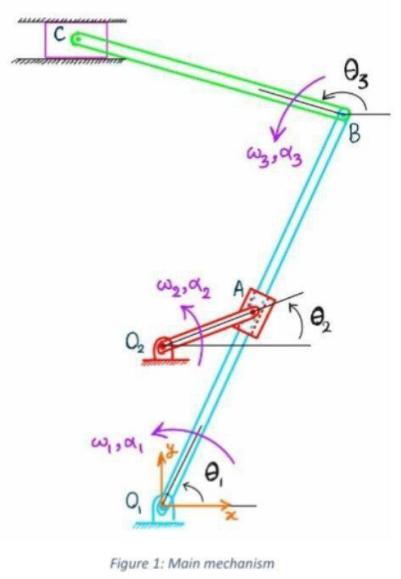 C
θ₃
B
ω₃, α₃
ω₂, α₂
A
θ₂
O₂
ω₁, α₁
y
θ₁
O₁
x
Figure 1: Main mechanism